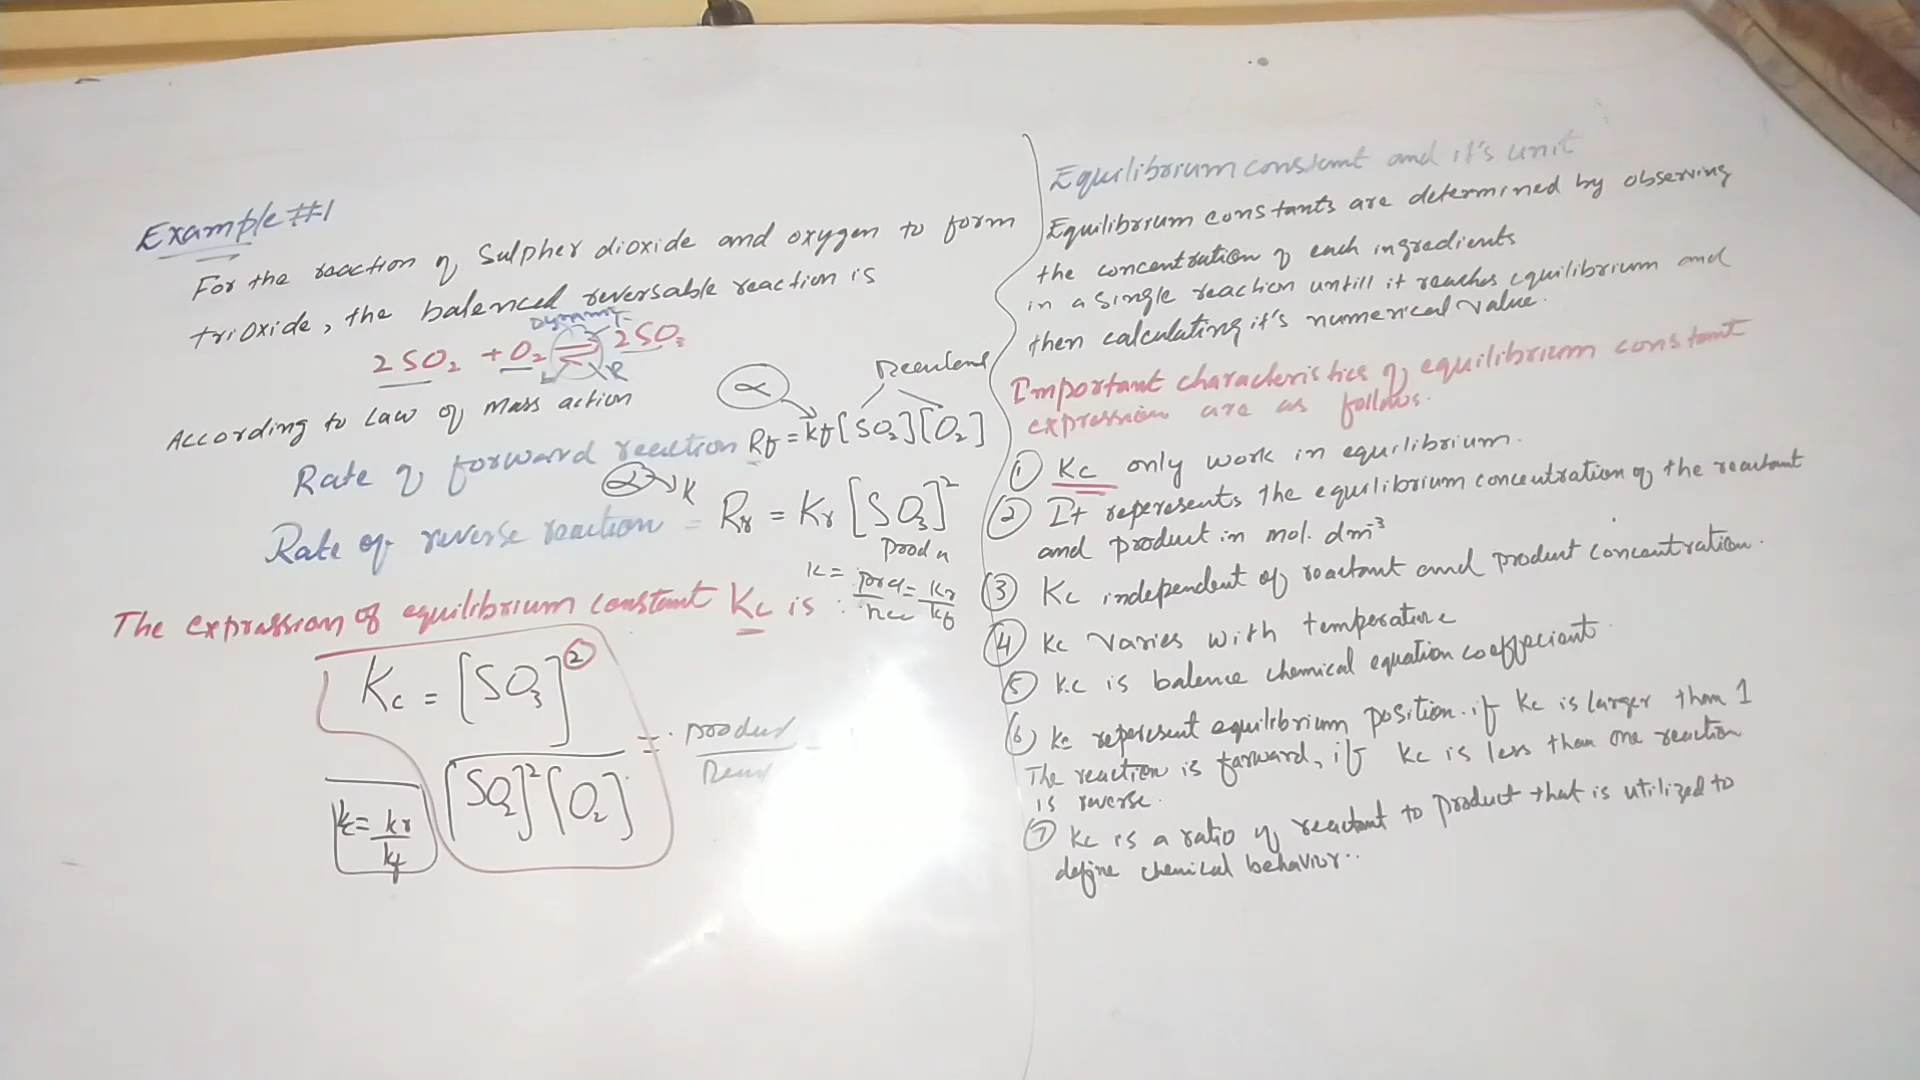 Example #1
For the reaction of Sulpher dioxide and oxygen to form
trioxide, the balenced reversable reaction is
Dynamic
2SO₂ + O₂ ⇌ 2SO₃
R
According to Law of Mass action
∝
Rate of forward reection Rf = kf [SO₂] [O₂]
∝ → K
Rate of reverse reaction = Rr = Kr [SO₃]²
The exprassion of equilibrium constant Kc is :
Kc = [SO₃]²
[SO₂]² [O₂]
Kc = kr
kf
= product
Equilibrium constant and it's unit
Equilibrium constants are determined by observing
the concentration of each ingredients
in a single reaction untill it reaches equilibrium and
then calculating it's numerical value.
Important characteristics of equilibrium constant
expression are as follows.
① Kc only work in equilibrium.
② It reperesents the equilibrium concentration of the reactant
and product in mol. dm⁻³
③ Kc independent of reactant and product concentration.
④ Kc varies with temperature
⑤ Kc is balence chemical equation coeffecient.
⑥ Kc represent equilibrium position. if Kc is larger than 1
The reaction is farward, if Kc is less than one reaction
is reverse.
⑦ Kc is a ratio of reactant to product that is utilized to
define chemical behavior..